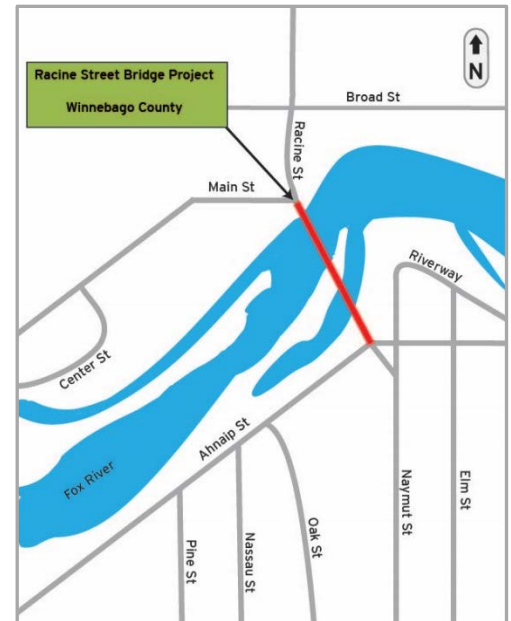 Racine Street Bridge Project
Winnebago County
N
Broad St
Racine St
Main St
Riverway
Center St
Ahnaip St
Fox River
Pine St
Nassau St
Oak St
Naymut St
Elm St